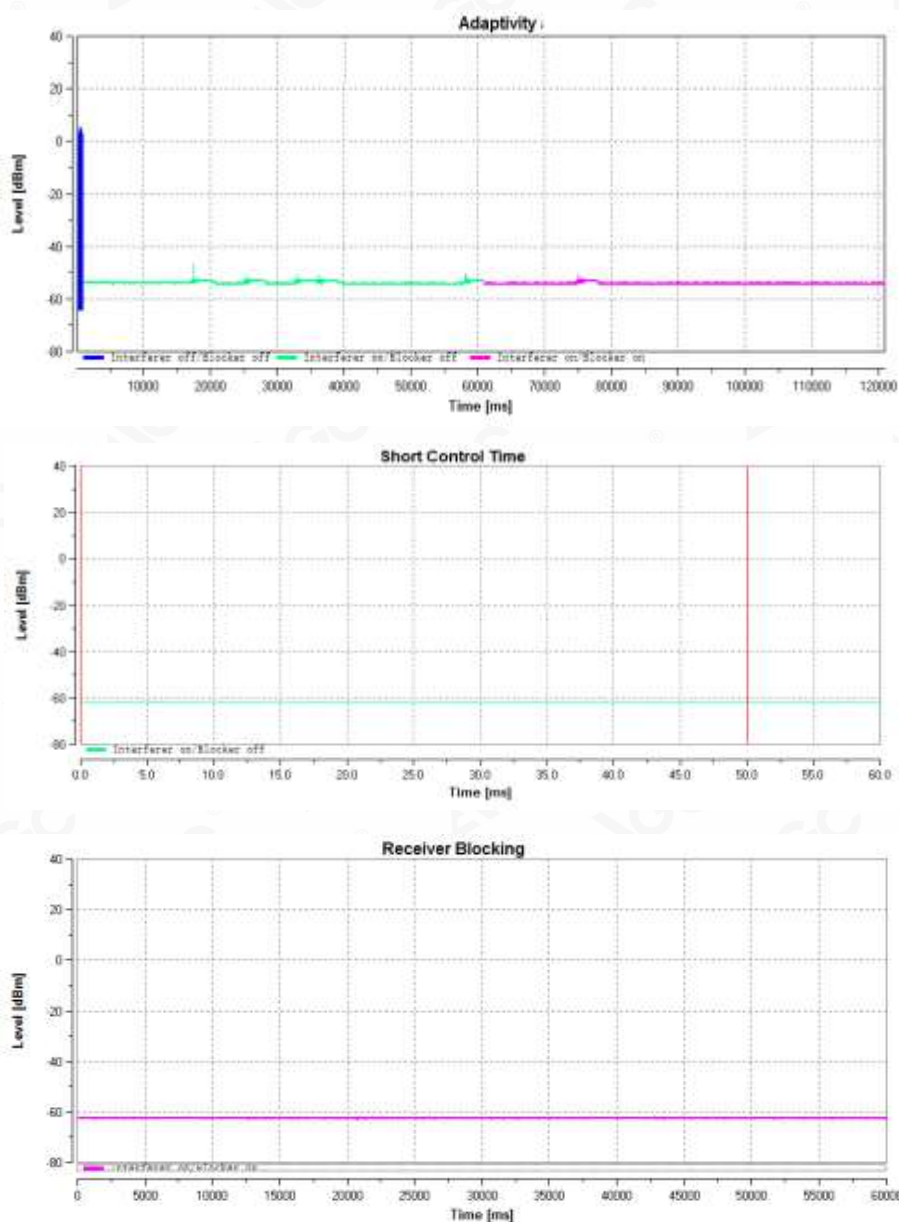 Adaptivity
40
20
0
-20
-40
-60
-80
Level [dBm]
Interferer off/Blocker off Interferer on/Blocker off Interferer on/Blocker on
10000 20000 30000 40000 50000 60000 70000 80000 90000 100000 110000 120000
Time [ms]
Short Control Time
40
20
0
-20
-40
-60
-80
Level [dBm]
Interferer on/Blocker off
0.0 5.0 10.0 15.0 20.0 25.0 30.0 35.0 40.0 45.0 50.0 55.0 60.0
Time [ms]
Receiver Blocking
40
20
0
-20
-40
-60
-80
Level [dBm]
Interferer on/Blocker on
0 5000 10000 15000 20000 25000 30000 35000 40000 45000 50000 55000 60000
Time [ms]